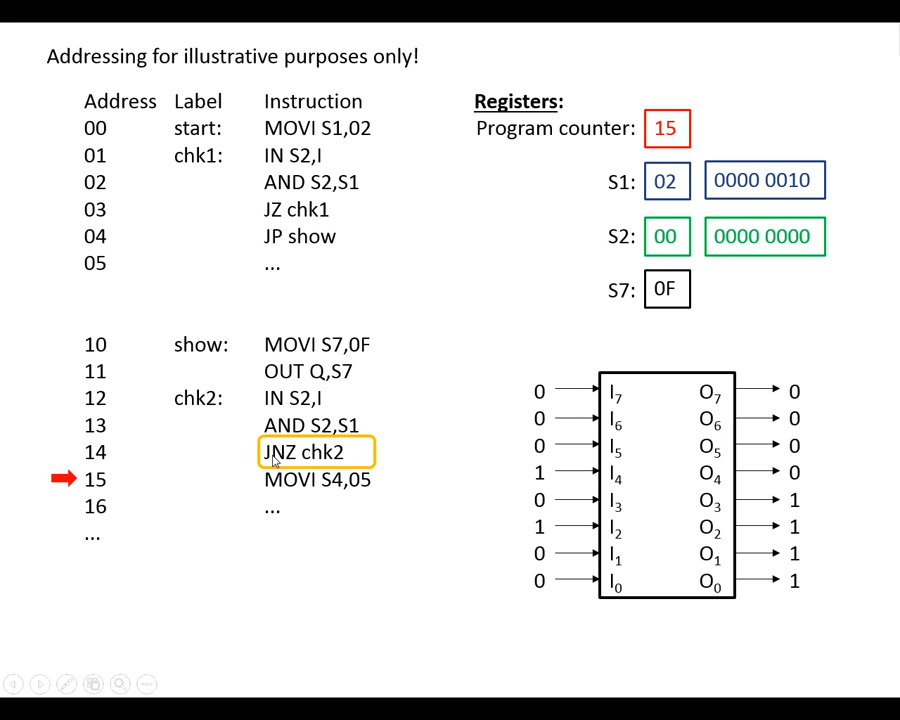 Addressing for illustrative purposes only!
Address Label Instruction
00 start: MOVI S1,02
01 chk1: IN S2,I
02 AND S2,S1
03 JZ chk1
04 JP show
05 ...
10 show: MOVI S7,0F
11 OUT Q,S7
12 chk2: IN S2,I
13 AND S2,S1
14 JNZ chk2
15 MOVI S4,05
16 ...
...
Registers:
Program counter: 15
S1: 02 0000 0010
S2: 00 0000 0000
S7: 0F
0 I7 O7 0
0 I6 O6 0
0 I5 O5 0
1 I4 O4 0
0 I3 O3 1
1 I2 O2 1
0 I1 O1 1
0 I0 O0 1